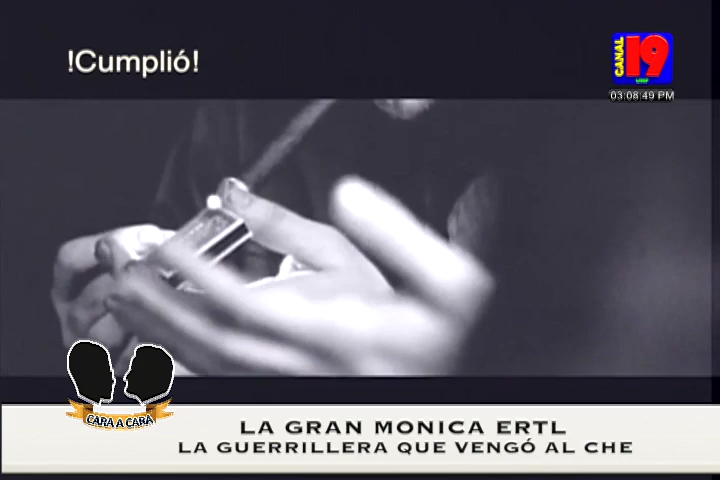 !Cumplió!
CANAL
19
03:08:49 PM
CARA A CARA
LA GRAN MONICA ERTL
LA GUERRILLERA QUE VENGÓ AL CHE